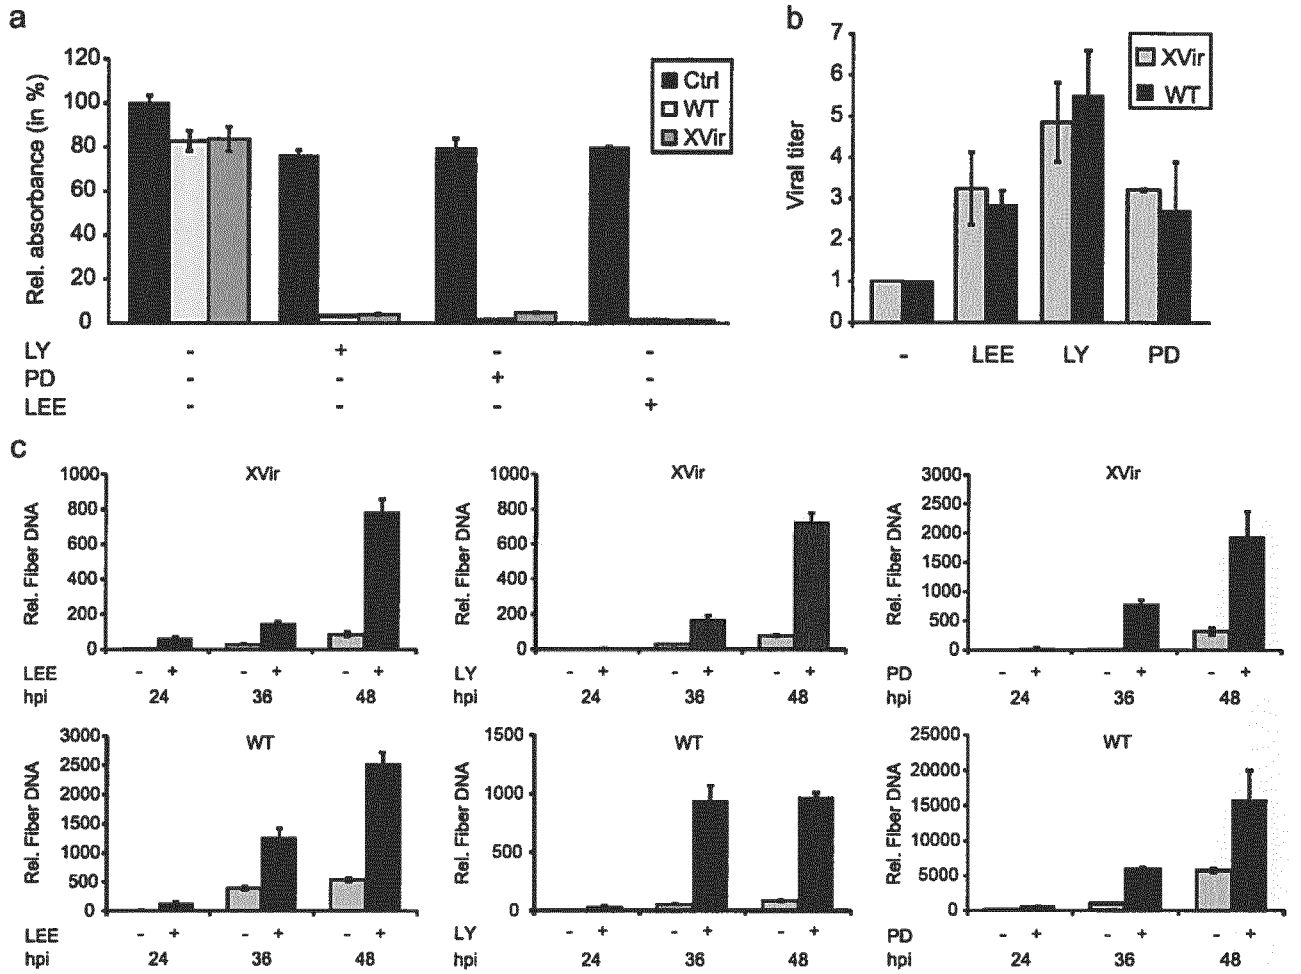 a
Rel. absorbance (in %)
120
100
80
60
40
20
0
Ctrl
WT
XVir
LY - + - -
PD - - + -
LEE - - - +
b
Viral titer
7
6
5
4
3
2
1
0
XVir
WT
- LEE LY PD
c
XVir
Rel. Fiber DNA
1000
800
600
400
200
0
LEE - + - + - +
hpi 24 36 48
XVir
Rel. Fiber DNA
1000
800
600
400
200
0
LY - + - + - +
hpi 24 36 48
XVir
Rel. Fiber DNA
3000
2500
2000
1500
1000
500
0
PD - + - + - +
hpi 24 36 48
WT
Rel. Fiber DNA
3000
2500
2000
1500
1000
500
0
LEE - + - + - +
hpi 24 36 48
WT
Rel. Fiber DNA
1500
1000
500
0
LY - + - + - +
hpi 24 36 48
WT
Rel. Fiber DNA
25000
20000
15000
10000
5000
0
PD - + - + - +
hpi 24 36 48